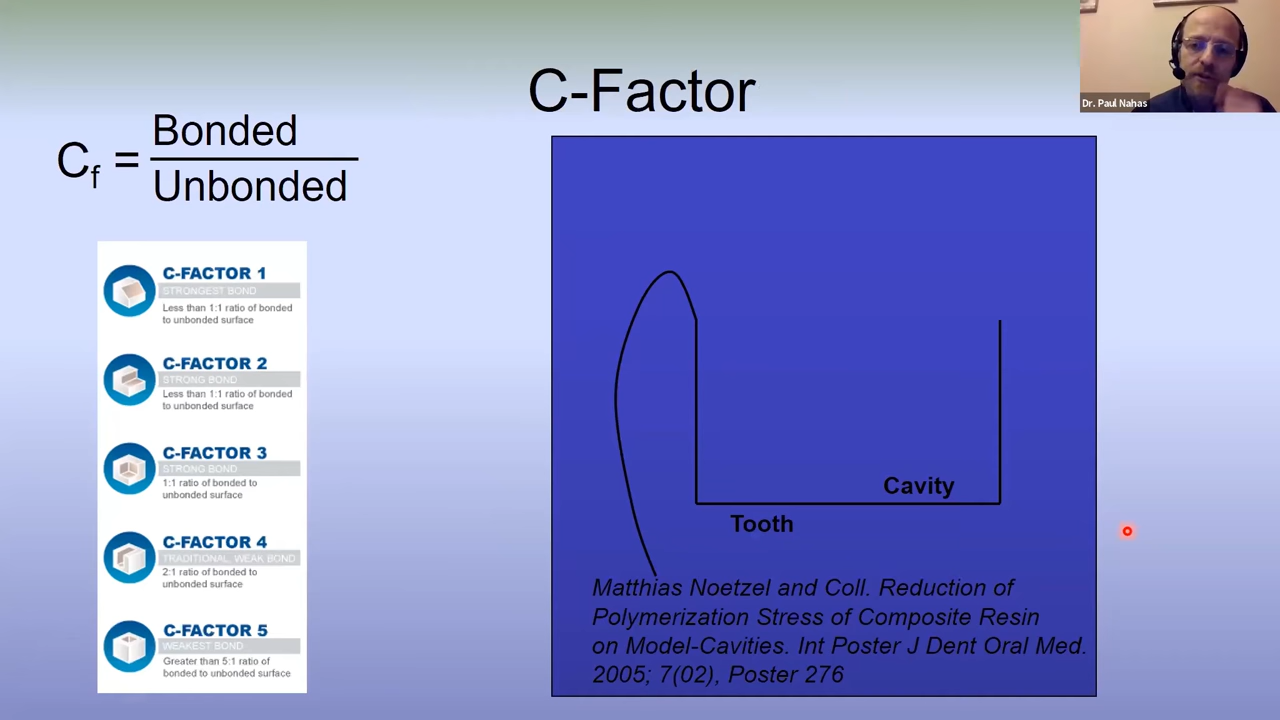 C-Factor
Dr. Paul Nahas
Cf = Bonded
Unbonded
C-FACTOR 1
STRONGEST BOND
Less than 1:1 ratio of bonded
to unbonded surface
C-FACTOR 2
STRONG BOND
Less than 1:1 ratio of bonded
to unbonded surface
C-FACTOR 3
STRONG BOND
1:1 ratio of bonded to
unbonded surface
C-FACTOR 4
TRADITIONAL WEAK BOND
2:1 ratio of bonded to
unbonded surface
C-FACTOR 5
WEAKEST BOND
Greater than 5:1 ratio of
bonded to unbonded surface
Cavity
Tooth
Matthias Noetzel and Coll. Reduction of
Polymerization Stress of Composite Resin
on Model-Cavities. Int Poster J Dent Oral Med.
2005; 7(02), Poster 276